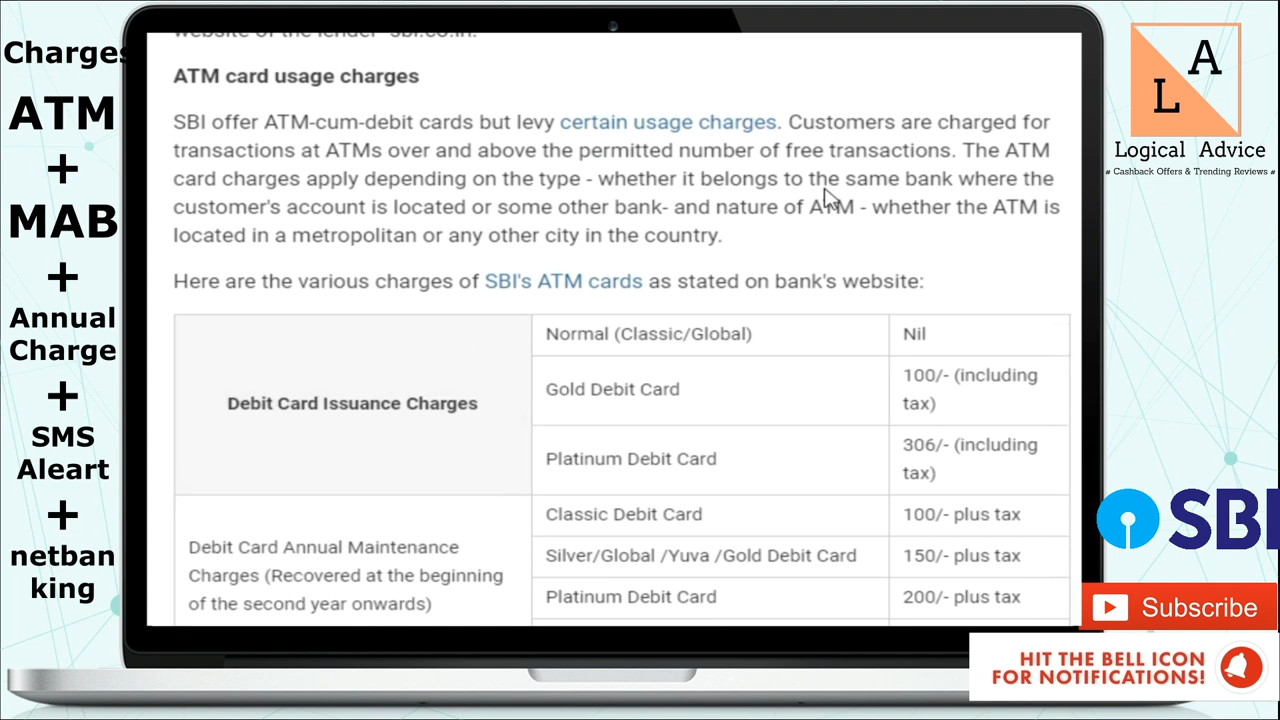 Charges
ATM
+
MAB
+
Annual
Charge
+
SMS
Aleart
+
netban
king
website of the lender- sbi.co.in.
ATM card usage charges
SBI offer ATM-cum-debit cards but levy certain usage charges. Customers are charged for
transactions at ATMs over and above the permitted number of free transactions. The ATM
card charges apply depending on the type - whether it belongs to the same bank where the
customer's account is located or some other bank- and nature of ATM - whether the ATM is
located in a metropolitan or any other city in the country.
Here are the various charges of SBI's ATM cards as stated on bank's website:
Debit Card Issuance Charges
Normal (Classic/Global) Nil
Gold Debit Card 100/- (including
tax)
Platinum Debit Card 306/- (including
tax)
Debit Card Annual Maintenance
Charges (Recovered at the beginning
of the second year onwards)
Classic Debit Card 100/- plus tax
Silver/Global /Yuva /Gold Debit Card 150/- plus tax
Platinum Debit Card 200/- plus tax
L A
Logical Advice
# Cashback Offers & Trending Reviews #
SBI
Subscribe
HIT THE BELL ICON
FOR NOTIFICATIONS!